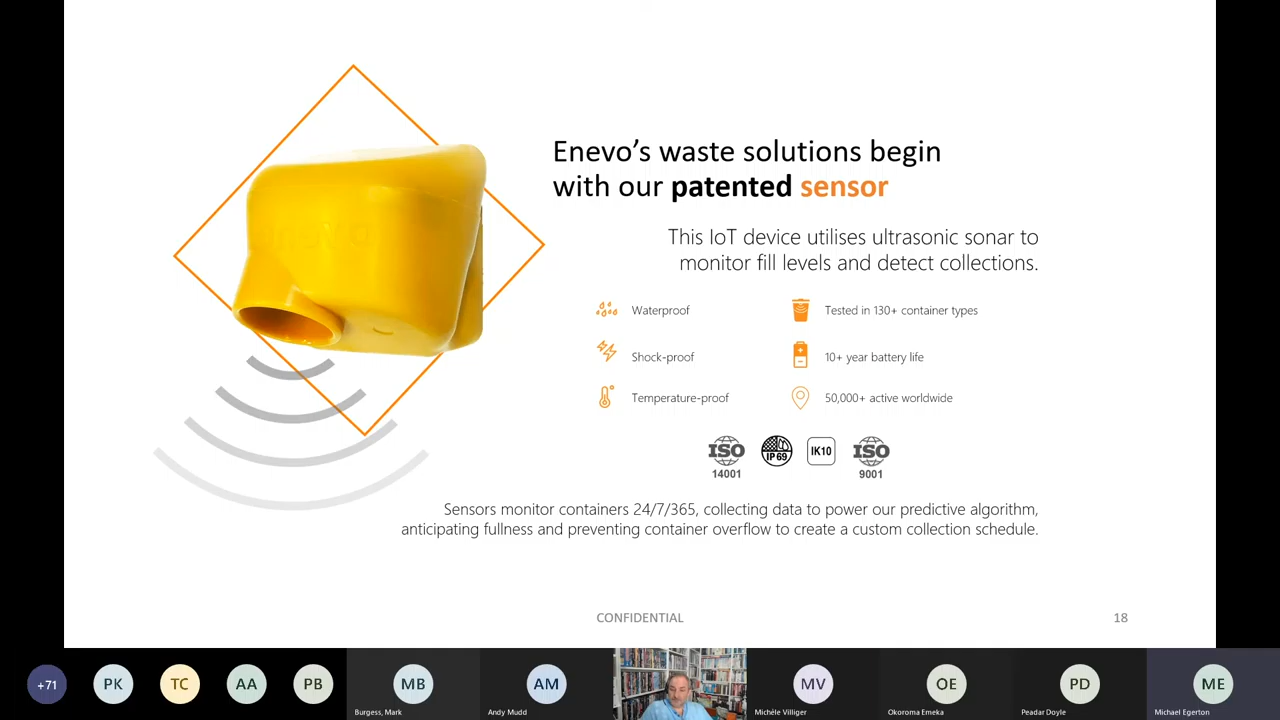 Enevo’s waste solutions begin
with our patented sensor
This IoT device utilises ultrasonic sonar to
monitor fill levels and detect collections.
Waterproof
Tested in 130+ container types
Shock-proof
10+ year battery life
Temperature-proof
50,000+ active worldwide
ISO
14001
IP 69
IK10
ISO
9001
Sensors monitor containers 24/7/365, collecting data to power our predictive algorithm,
anticipating fullness and preventing container overflow to create a custom collection schedule.
CONFIDENTIAL
18
+71
PK
TC
AA
PB
MB
Burgess, Mark
AM
Andy Mudd
MV
Michèle Villiger
OE
Okoroma Emeka
PD
Peadar Doyle
ME
Michael Egerton